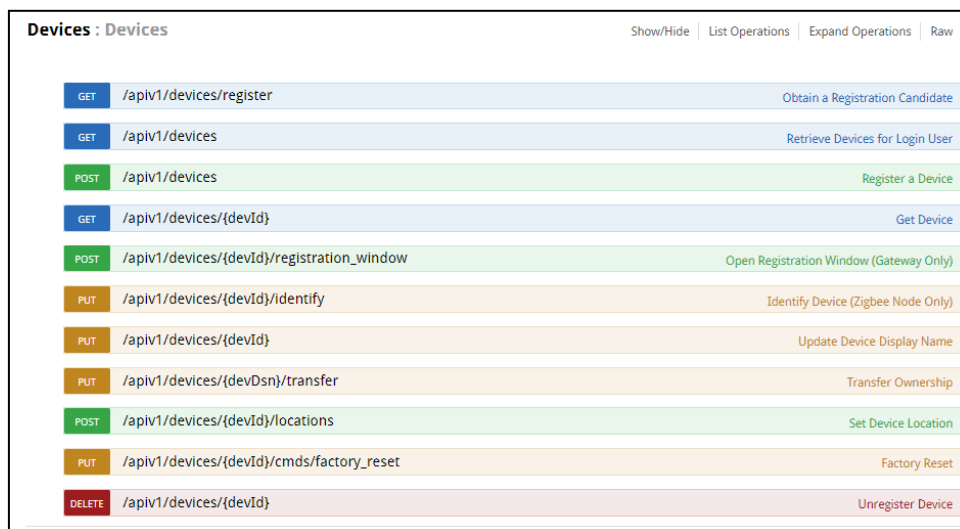 Devices : Devices Show/Hide List Operations Expand Operations Raw
GET /apiv1/devices/register Obtain a Registration Candidate
GET /apiv1/devices Retrieve Devices for Login User
POST /apiv1/devices Register a Device
GET /apiv1/devices/{devId} Get Device
POST /apiv1/devices/{devId}/registration_window Open Registration Window (Gateway Only)
PUT /apiv1/devices/{devId}/identify Identify Device (Zigbee Node Only)
PUT /apiv1/devices/{devId} Update Device Display Name
PUT /apiv1/devices/{devDsn}/transfer Transfer Ownership
POST /apiv1/devices/{devId}/locations Set Device Location
PUT /apiv1/devices/{devId}/cmds/factory_reset Factory Reset
DELETE /apiv1/devices/{devId} Unregister Device